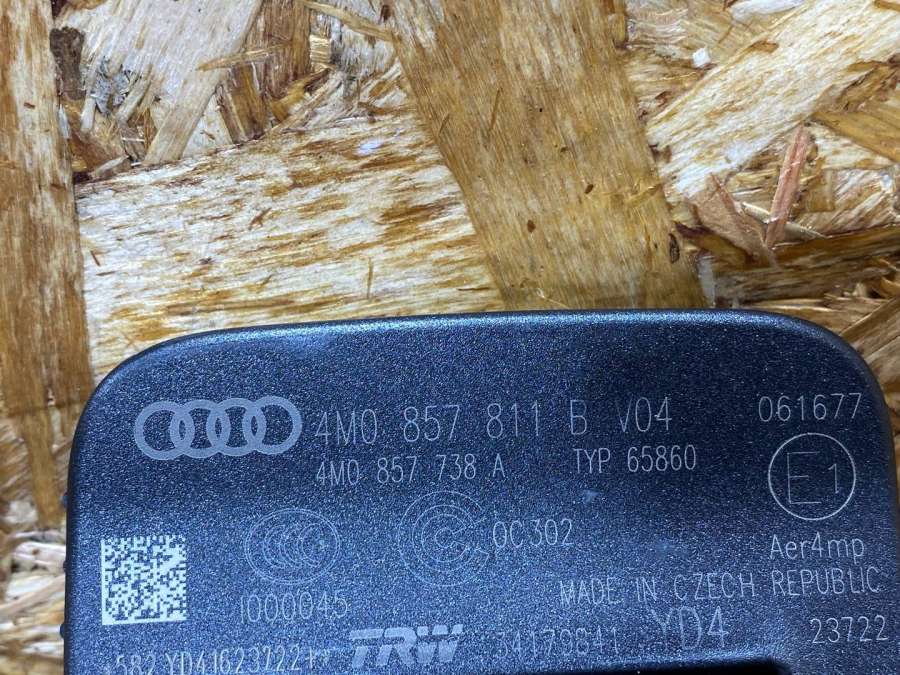 4M0 857 811 B V04 061677
4M0 857 738 A TYP 65860
E1
0C302
Aer4mp
1000045
MADE IN CZECH REPUBLIC
TRW 34179841 YD4 23722